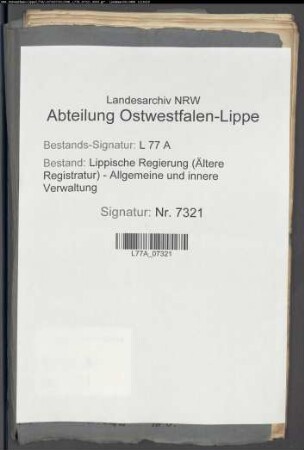 Landesarchiv NRW
Abteilung Ostwestfalen-Lippe
Bestands-Signatur: L 77 A
Bestand: Lippische Regierung (Ältere
Registratur) - Allgemeine und innere
Verwaltung
Signatur: Nr. 7321
L77A_07321